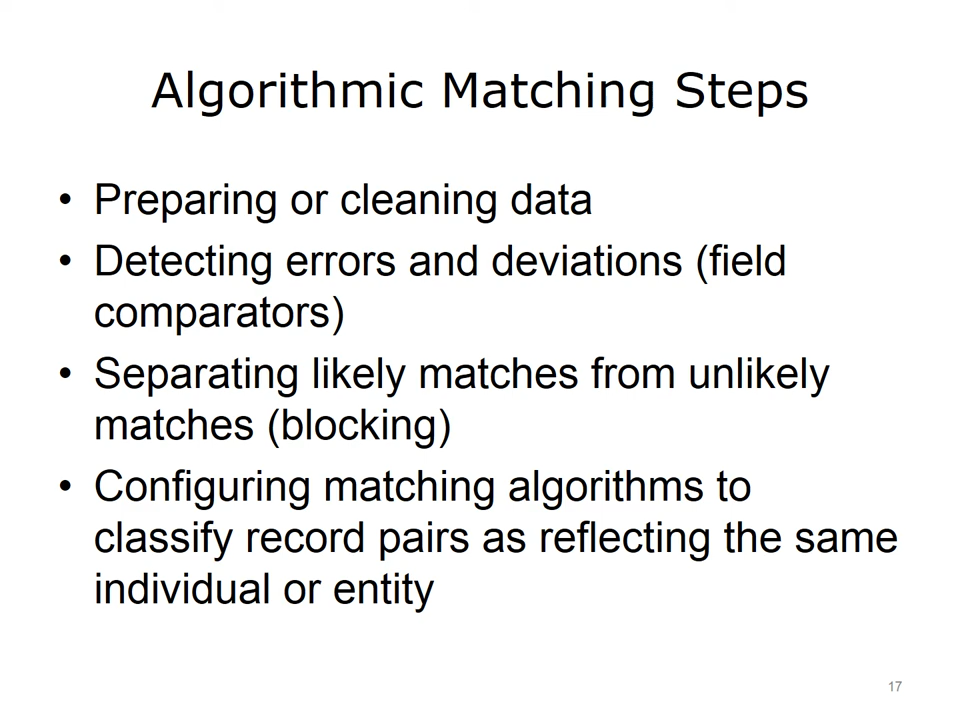 Algorithmic Matching Steps
• Preparing or cleaning data
• Detecting errors and deviations (field
comparators)
• Separating likely matches from unlikely
matches (blocking)
• Configuring matching algorithms to
classify record pairs as reflecting the same
individual or entity
17